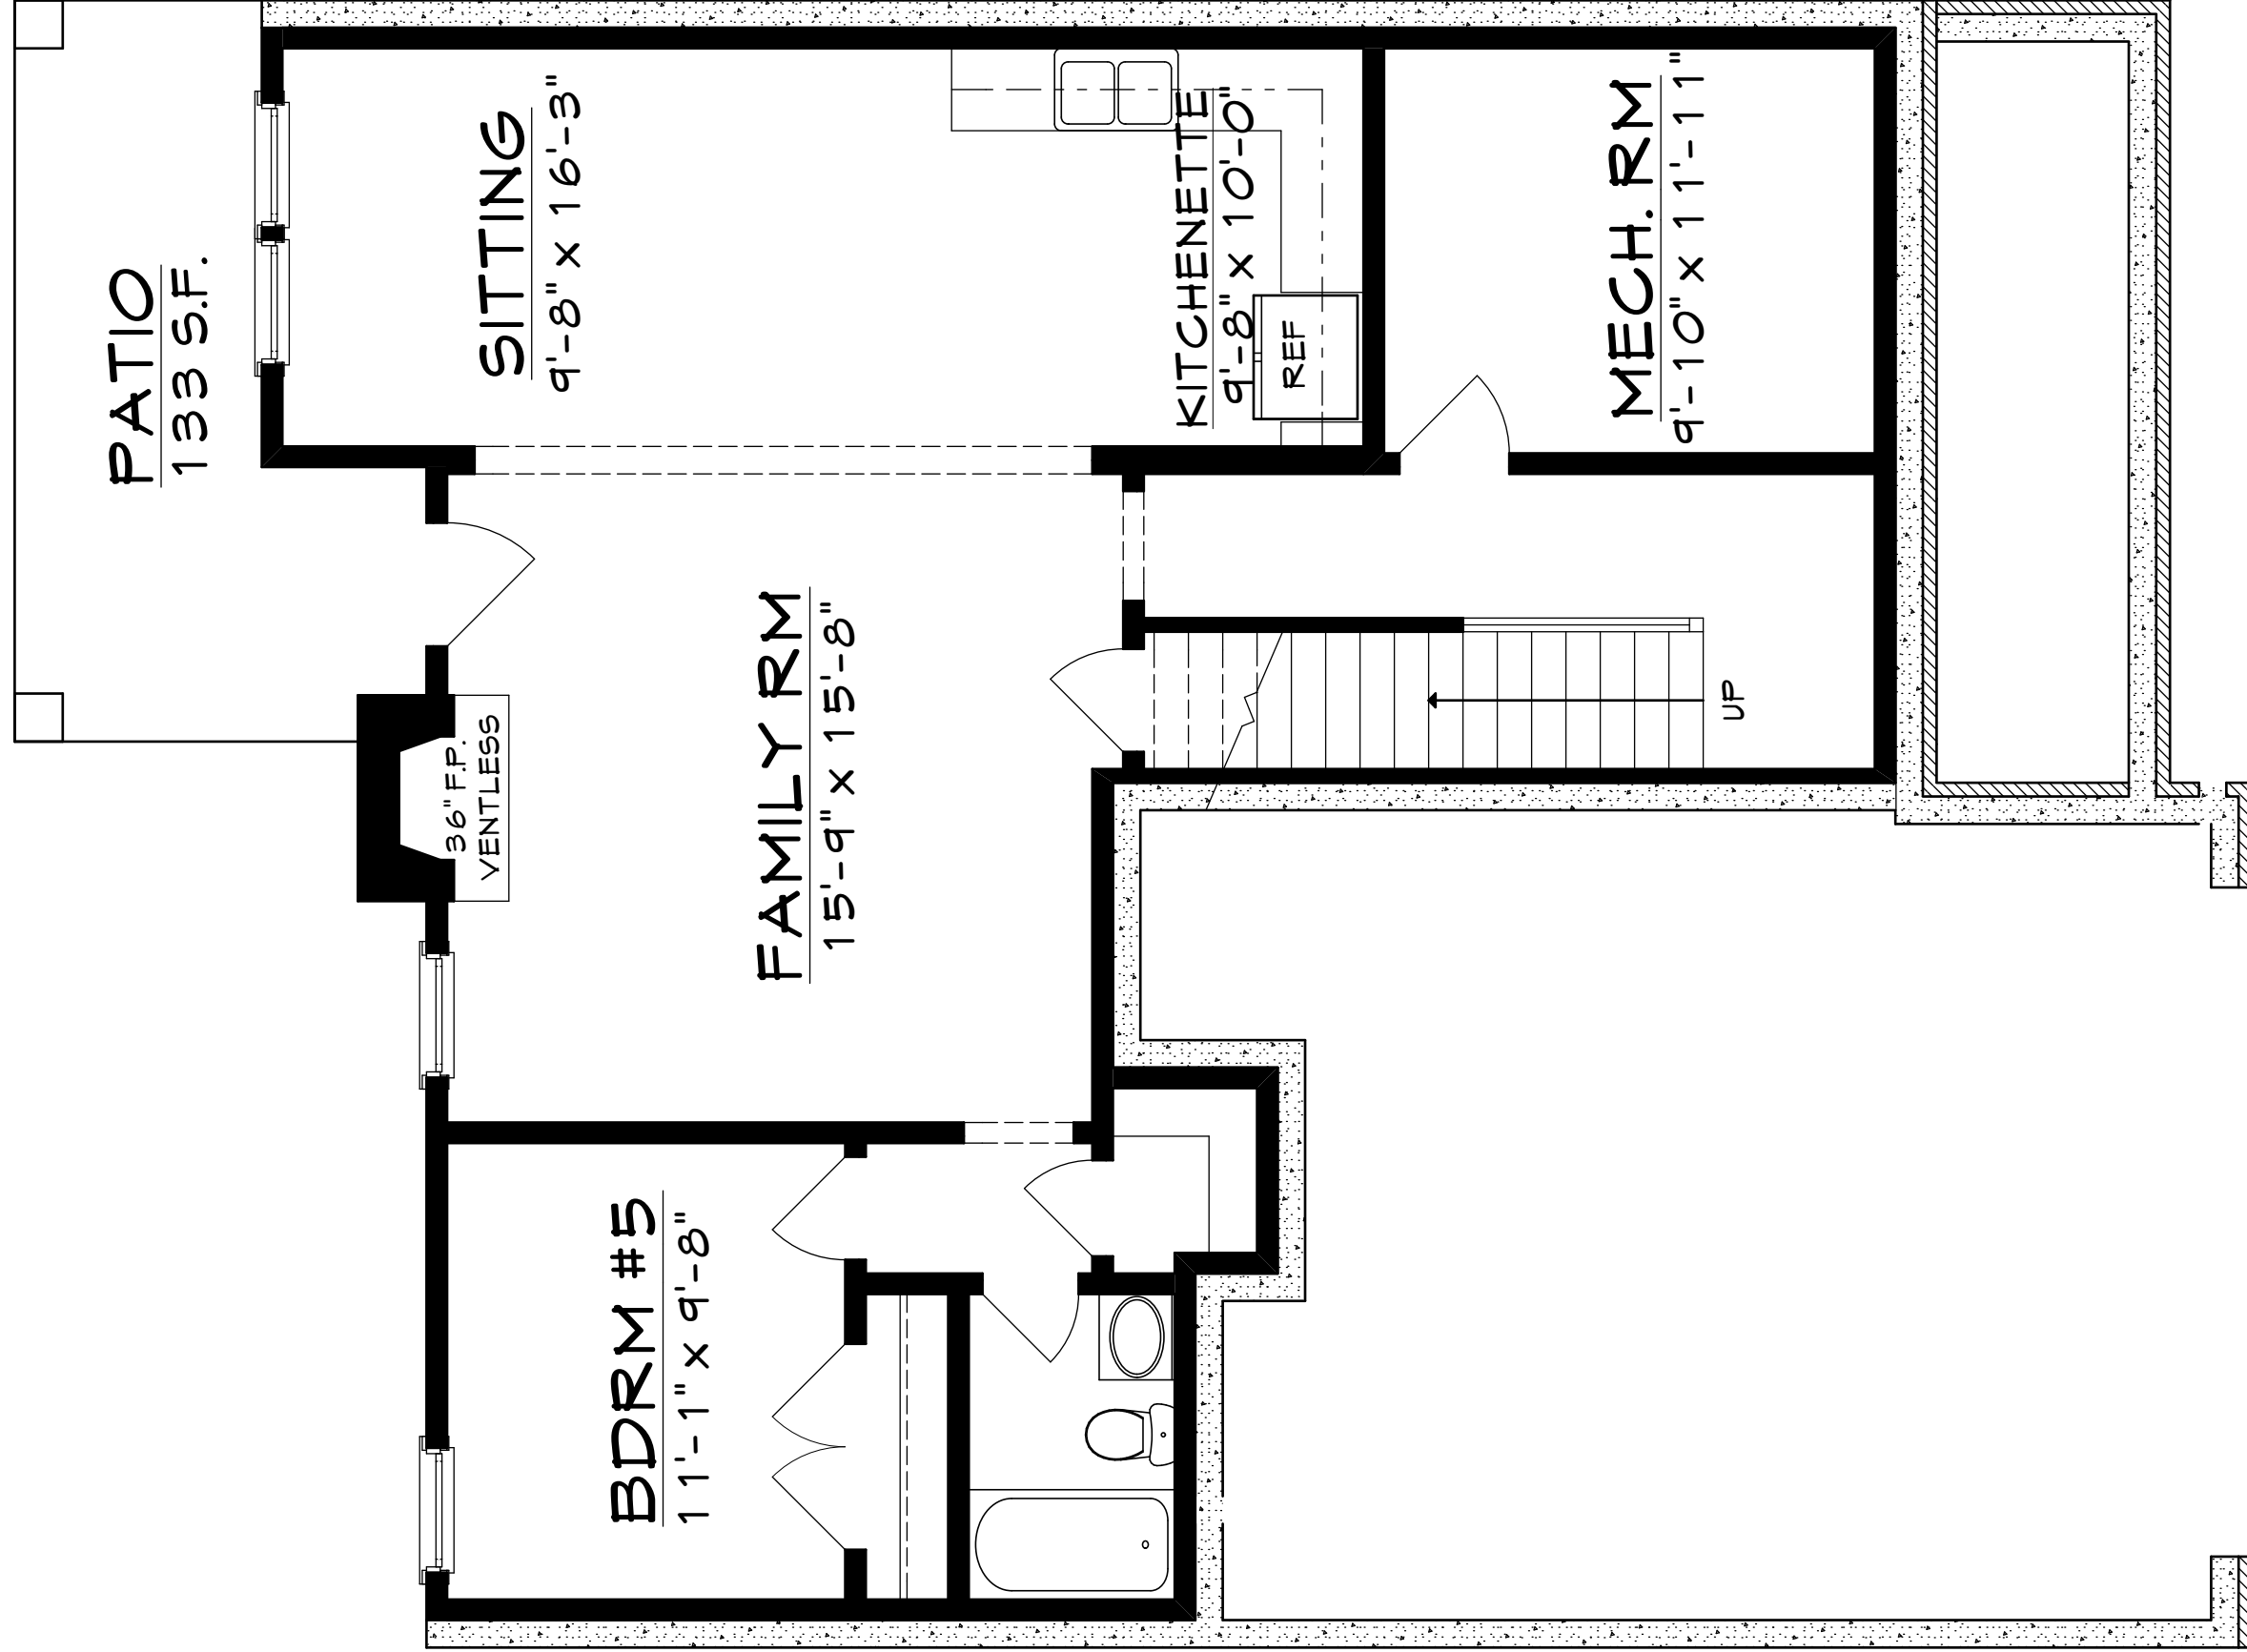 PATIO
133 S.F.
SITTING
9'-8" x 16'-3"
KITCHENETTE
9'-8" x 10'-0"
REF
MECH. RM
9'-10" x 11'-11"
36" F.P.
VENTLESS
FAMILY RM
15'-9" x 15'-8"
UP
BDRM #5
11'-1" x 9'-8"